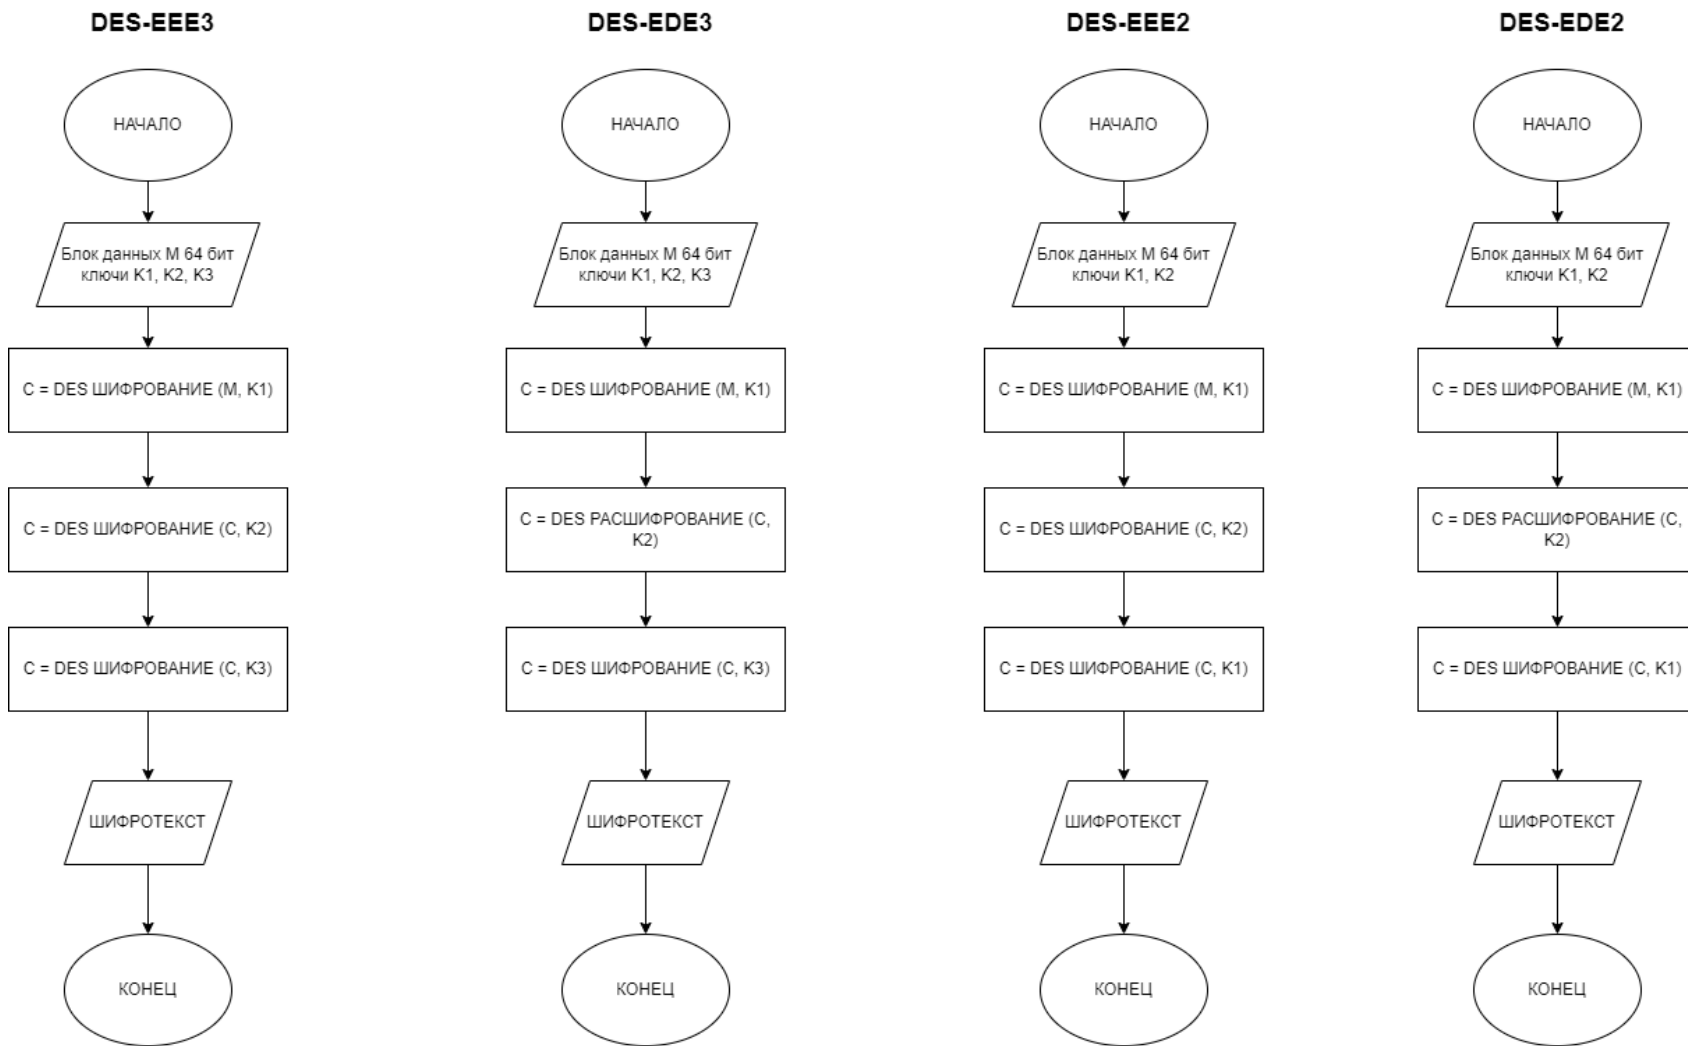 DES-EEE3
НАЧАЛО
Блок данных M 64 бит
ключи K1, K2, K3
C = DES ШИФРОВАНИЕ (M, K1)
C = DES ШИФРОВАНИЕ (C, K2)
C = DES ШИФРОВАНИЕ (C, K3)
ШИФРОТЕКСТ
КОНЕЦ
DES-EDE3
НАЧАЛО
Блок данных M 64 бит
ключи K1, K2, K3
C = DES ШИФРОВАНИЕ (M, K1)
C = DES РАСШИФРОВАНИЕ (C,
K2)
C = DES ШИФРОВАНИЕ (C, K3)
ШИФРОТЕКСТ
КОНЕЦ
DES-EEE2
НАЧАЛО
Блок данных M 64 бит
ключи K1, K2
C = DES ШИФРОВАНИЕ (M, K1)
C = DES ШИФРОВАНИЕ (C, K2)
C = DES ШИФРОВАНИЕ (C, K1)
ШИФРОТЕКСТ
КОНЕЦ
DES-EDE2
НАЧАЛО
Блок данных M 64 бит
ключи K1, K2
C = DES ШИФРОВАНИЕ (M, K1)
C = DES РАСШИФРОВАНИЕ (C,
K2)
C = DES ШИФРОВАНИЕ (C, K1)
ШИФРОТЕКСТ
КОНЕЦ